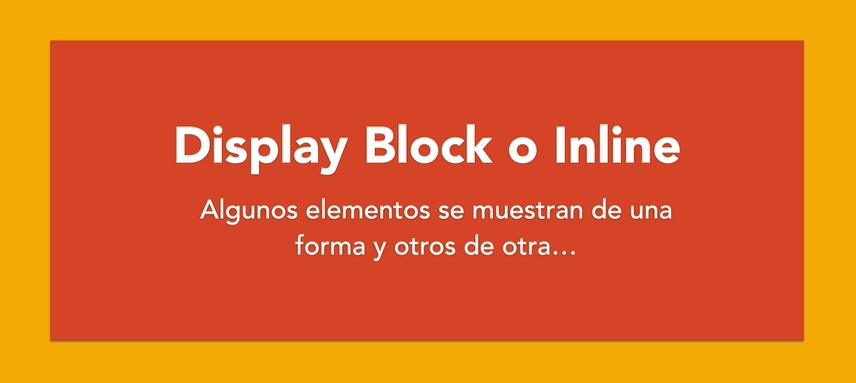 Display Block o Inline
Algunos elementos se muestran de una
forma y otros de otra...